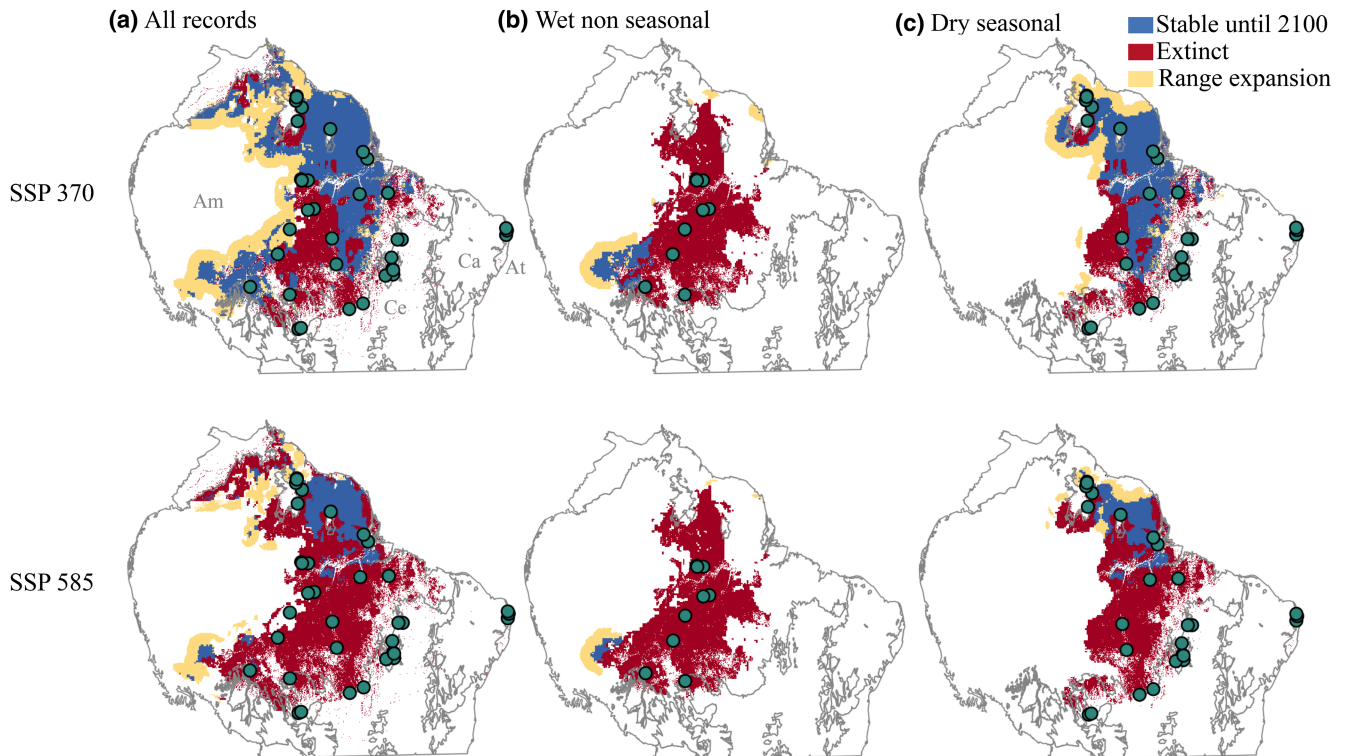 (a) All records
(b) Wet non seasonal
(c) Dry seasonal
Stable until 2100
Extinct
Range expansion
SSP 370
Am
Ca
At
Ce
SSP 585